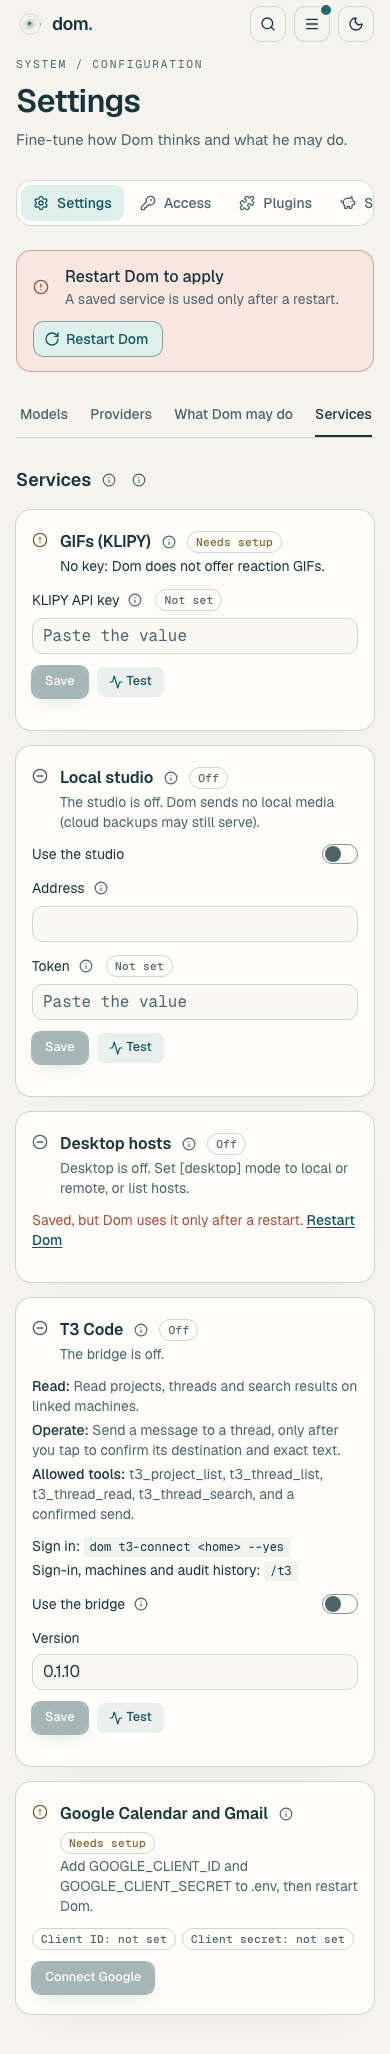 dom.
SYSTEM / CONFIGURATION
Settings
Fine-tune how Dom thinks and what he may do.
Settings Access Plugins S
Restart Dom to apply
A saved service is used only after a restart.
Restart Dom
Models Providers What Dom may do Services
Services
GIFs (KLIPY) Needs setup
No key: Dom does not offer reaction GIFs.
KLIPY API key Not set
Paste the value
Save Test
Local studio Off
The studio is off. Dom sends no local media
(cloud backups may still serve).
Use the studio
Address
Token Not set
Paste the value
Save Test
Desktop hosts Off
Desktop is off. Set [desktop] mode to local or
remote, or list hosts.
Saved, but Dom uses it only after a restart. Restart
Dom
T3 Code Off
The bridge is off.
Read: Read projects, threads and search results on
linked machines.
Operate: Send a message to a thread, only after
you tap to confirm its destination and exact text.
Allowed tools: t3_project_list, t3_thread_list,
t3_thread_read, t3_thread_search, and a
confirmed send.
Sign in: dom t3-connect <home> --yes
Sign-in, machines and audit history: /t3
Use the bridge
Version
0.1.10
Save Test
Google Calendar and Gmail
Needs setup
Add GOOGLE_CLIENT_ID and
GOOGLE_CLIENT_SECRET to .env, then restart
Dom.
Client ID: not set Client secret: not set
Connect Google